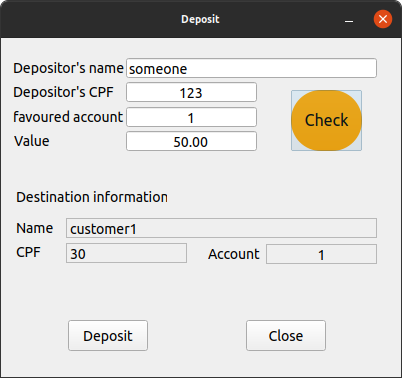 Deposit
Depositor's name someone
Depositor's CPF 123
favoured account 1
Value 50.00
Check
Destination information
Name customer1
CPF 30 Account 1
Deposit Close